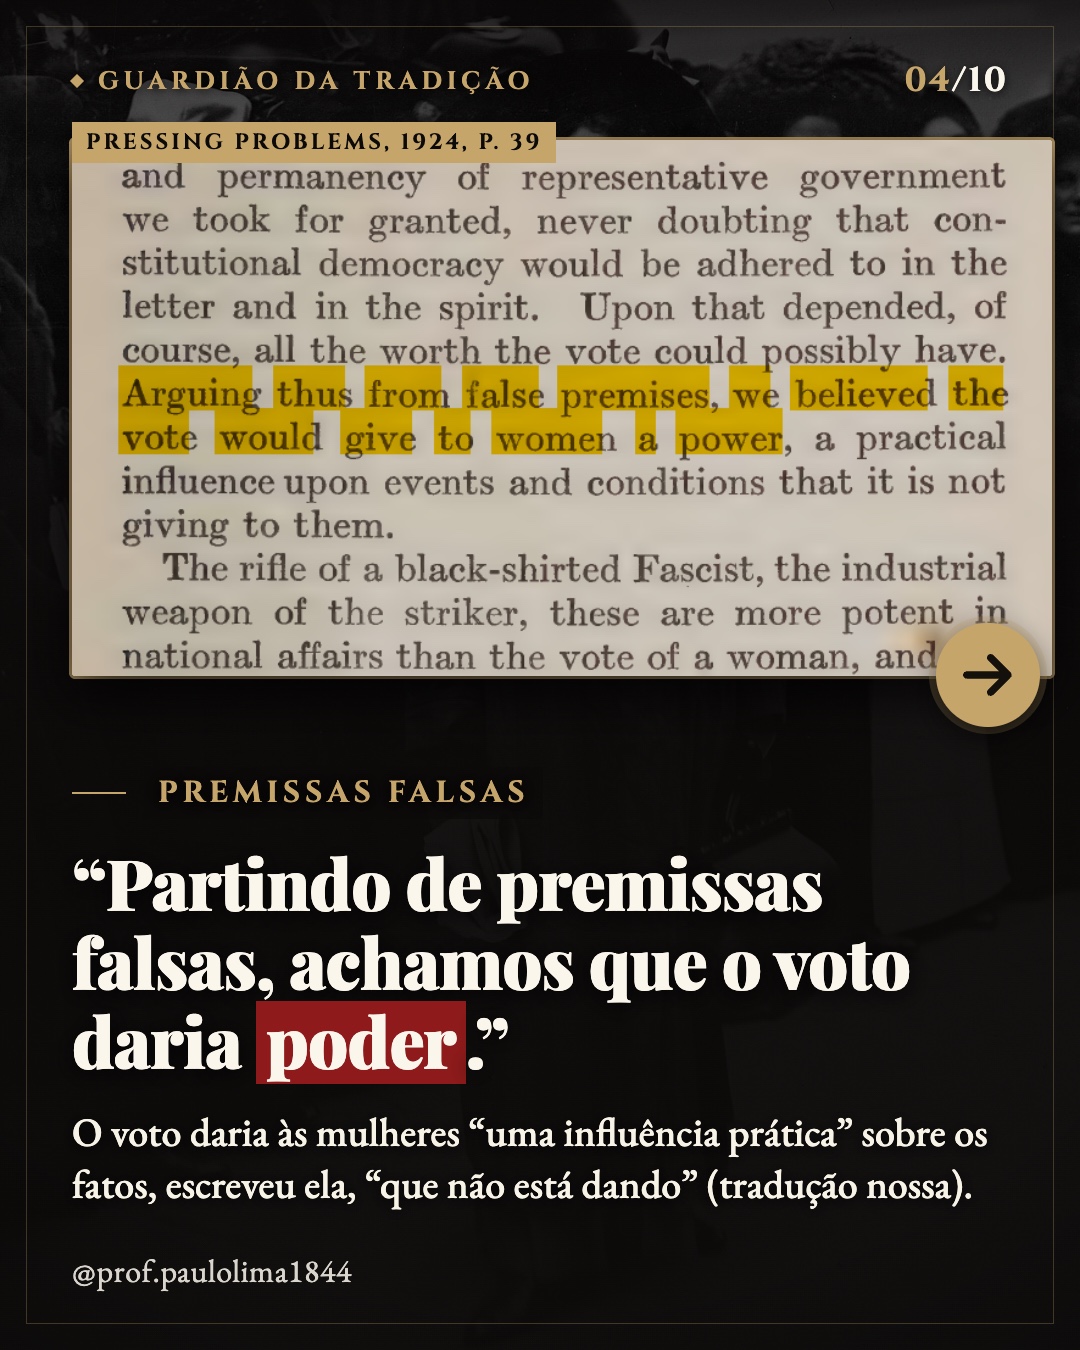 GUARDIÃO DA TRADIÇÃO
04/10
PRESSING PROBLEMS, 1924, P. 39
and permanency of representative government
we took for granted, never doubting that con-
stitutional democracy would be adhered to in the
letter and in the spirit. Upon that depended, of
course, all the worth the vote could possibly have.
Arguing thus from false premises, we believed the
vote would give to women a power, a practical
influence upon events and conditions that it is not
giving to them.
The rifle of a black-shirted Fascist, the industrial
weapon of the striker, these are more potent in
national affairs than the vote of a woman, and
PREMISSAS FALSAS
“Partindo de premissas
falsas, achamos que o voto
daria poder.”
O voto daria às mulheres “uma influência prática” sobre os
fatos, escreveu ela, “que não está dando” (tradução nossa).
@prof.paulolima1844